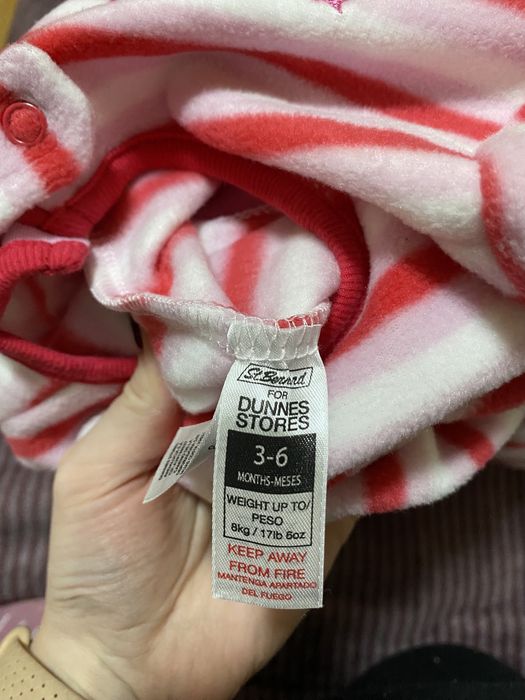 St.Bernard
FOR
DUNNES
STORES
3-6
MONTHS-MESES
WEIGHT UP TO/
PESO
8kg / 17lb 6oz
KEEP AWAY
FROM FIRE
MANTENGA APARTADO
DEL FUEGO